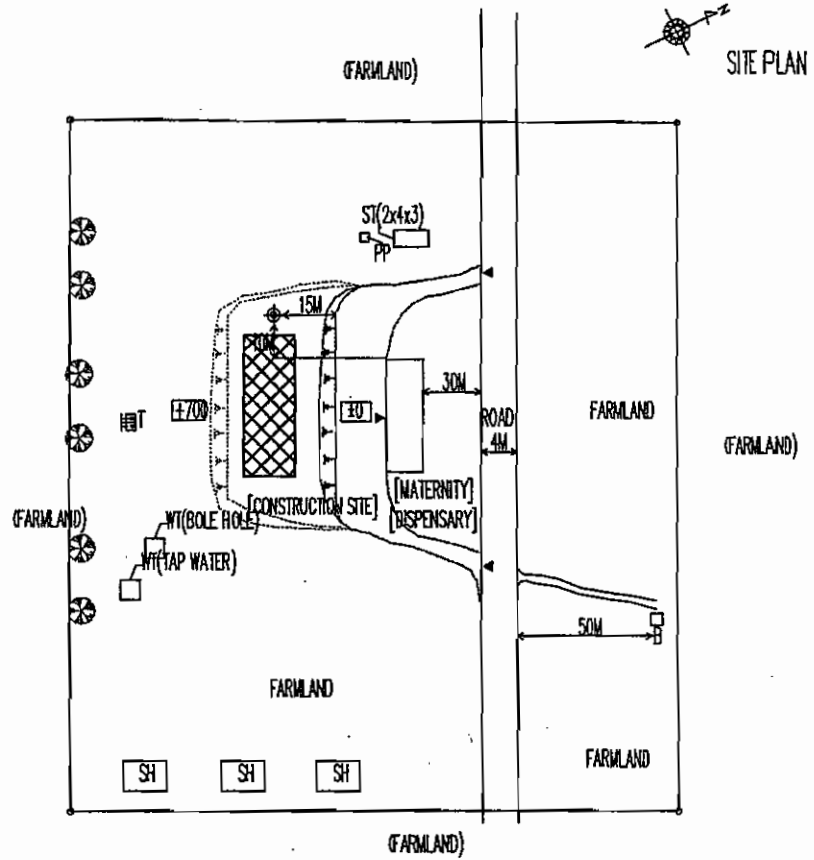 N
SITE PLAN
(FARMLAND)
ST(2x4x3)
PP
15M
10M
30M
ROAD
4M
FARMLAND
(FARMLAND)
T
+700
±0
[MATERNITY]
[CONSTRUCTION SITE]
[DISPENSARY]
(FARMLAND)
WT(BOLE HOLE)
WT(TAP WATER)
50M
B
FARMLAND
FARMLAND
SH
SH
SH
(FARMLAND)